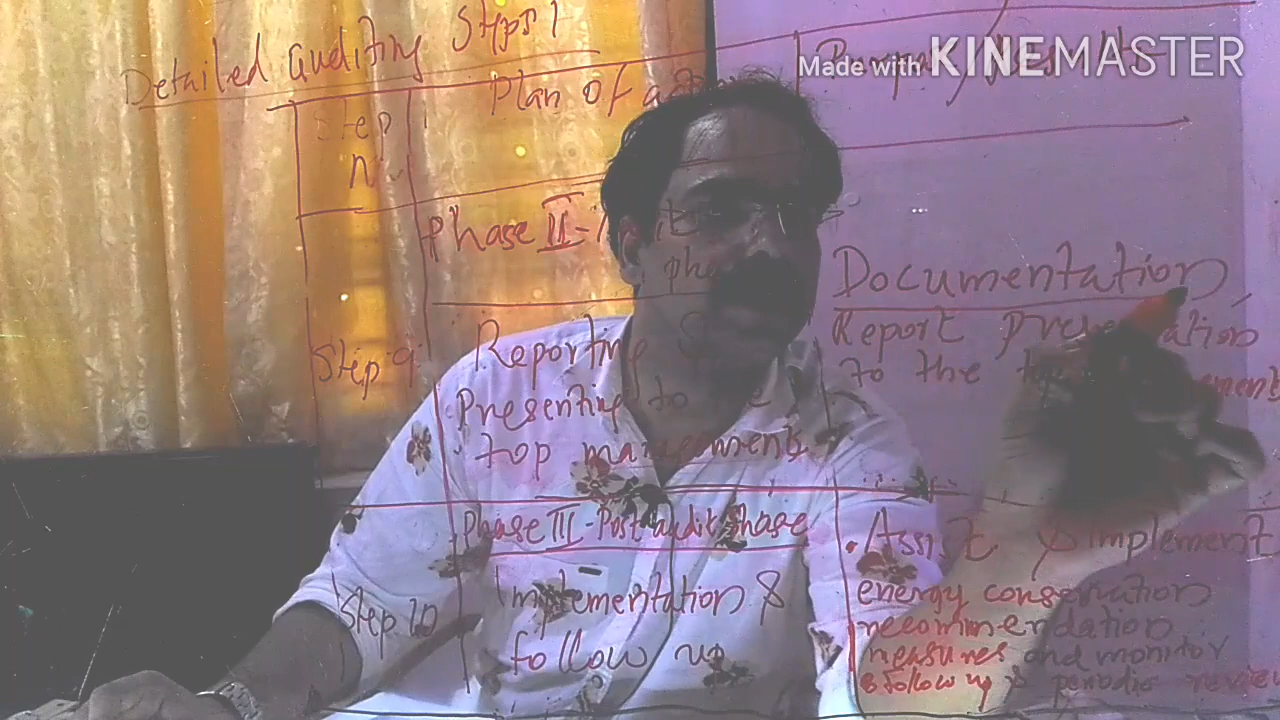 Detailed auditing Steps
Made with KINEMASTER
Plan of
Step
N
Phase II -
Documentation,
Step 9
Reporting
Report
Presenting to the
to the
top managements
Phase III - Post audit Phase
Assist & implement
Step 10
Implementation &
follow up
energy conservation
recommendation
measures and monitor
& follow up & periodic review